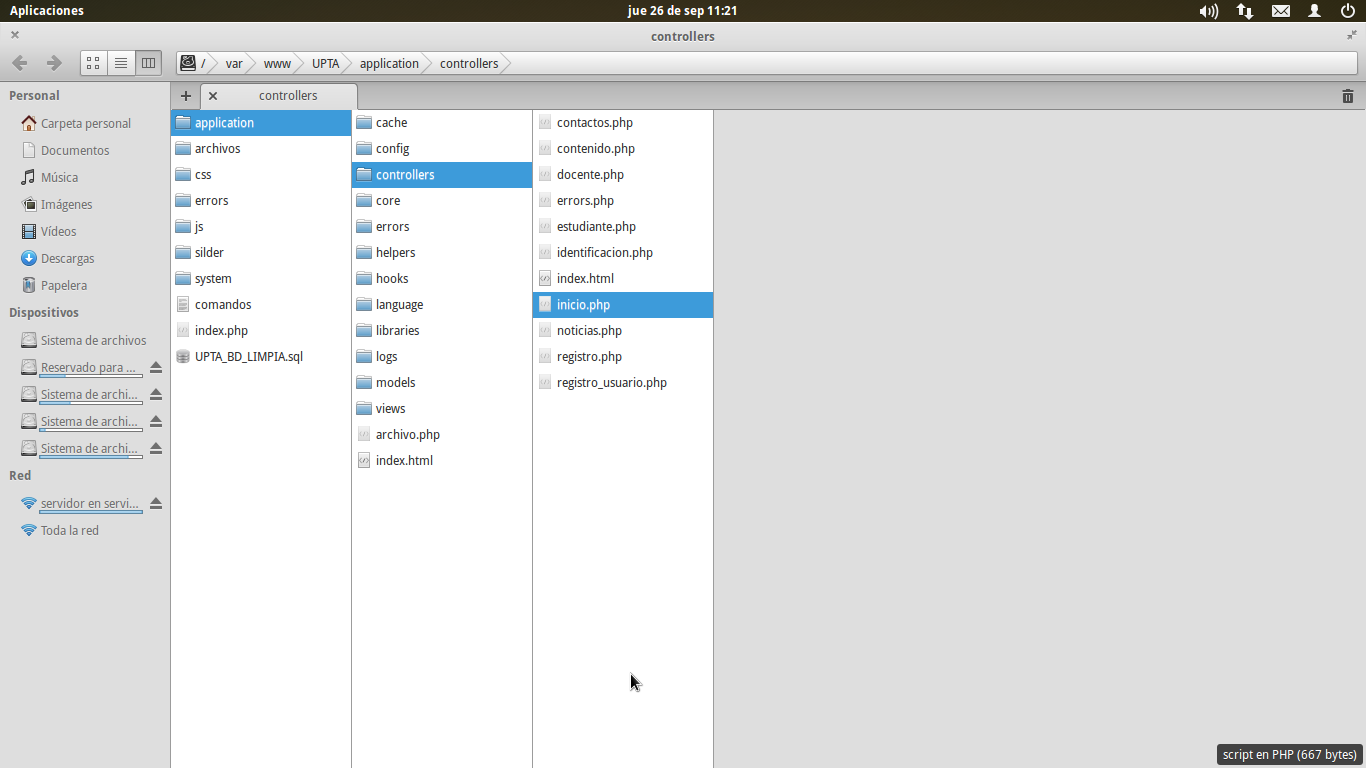 Aplicaciones
jue 26 de sep 11:21
controllers
/ var www UPTA application controllers
controllers
Personal
Carpeta personal
Documentos
Música
Imágenes
Vídeos
Descargas
Papelera
Dispositivos
Sistema de archivos
Reservado para ...
Sistema de archi...
Sistema de archi...
Sistema de archi...
Red
servidor en servi...
Toda la red
application
archivos
css
errors
js
silder
system
comandos
index.php
UPTA_BD_LIMPIA.sql
cache
config
controllers
core
errors
helpers
hooks
language
libraries
logs
models
views
archivo.php
index.html
contactos.php
contenido.php
docente.php
errors.php
estudiante.php
identificacion.php
index.html
inicio.php
noticias.php
registro.php
registro_usuario.php
script en PHP (667 bytes)